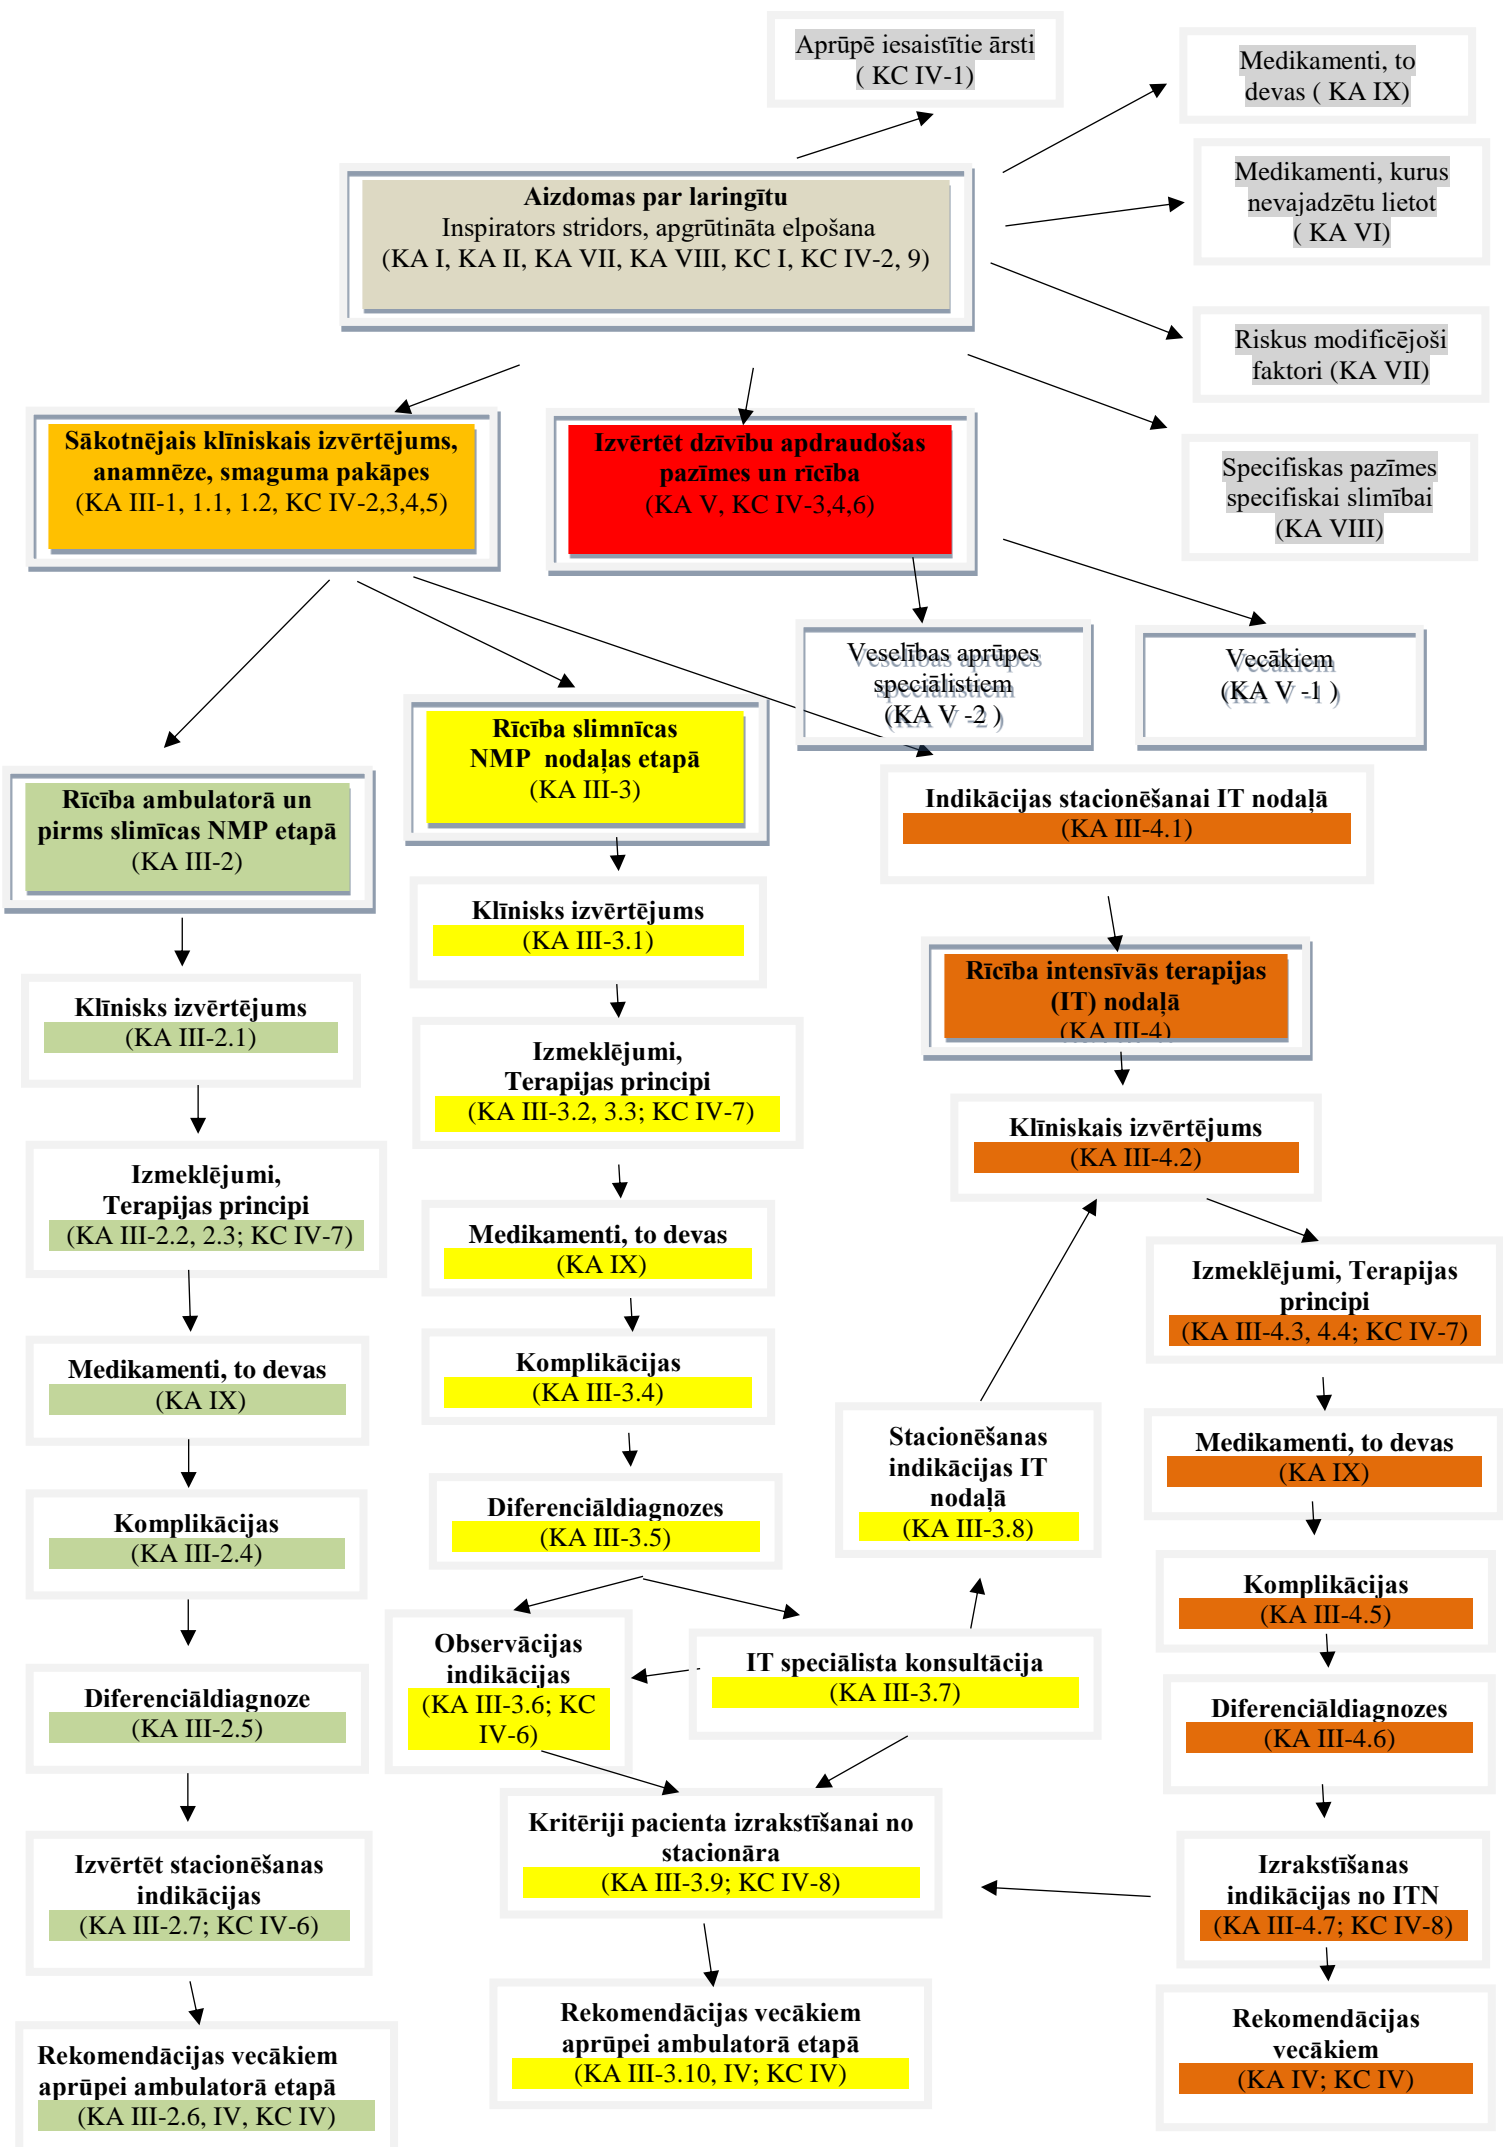 Aprūpē iesaistītie ārsti
( KC IV-1)
Medikamenti, to
devas ( KA IX)
Aizdomas par laringītu
Inspirators stridors, apgrūtināta elpošana
(KA I, KA II, KA VII, KA VIII, KC I, KC IV-2, 9)
Medikamenti, kurus
nevajadzētu lietot
( KA VI)
Riskus modificējoši
faktori (KA VII)
Specifiskas pazīmes
specifiskai slimībai
(KA VIII)
Sākotnējais klīniskais izvērtējums,
anamnēze, smaguma pakāpes
(KA III-1, 1.1, 1.2, KC IV-2,3,4,5)
Izvērtēt dzīvību apdraudošas
pazīmes un rīcība
(KA V, KC IV-3,4,6)
Veselības aprūpes
speciālistiem
(KA V -2 )
Vecākiem
(KA V -1 )
Rīcība ambulatorā un
pirms slimīcas NMP etapā
(KA III-2)
Klīnisks izvērtējums
(KA III-2.1)
Izmeklējumi,
Terapijas principi
(KA III-2.2, 2.3; KC IV-7)
Medikamenti, to devas
(KA IX)
Komplikācijas
(KA III-2.4)
Diferenciāldiagnoze
(KA III-2.5)
Izvērtēt stacionēšanas
indikācijas
(KA III-2.7; KC IV-6)
Rekomendācijas vecākiem
aprūpei ambulatorā etapā
(KA III-2.6, IV, KC IV)
Rīcība slimnīcas
NMP  nodaļas etapā
(KA III-3)
Klīnisks izvērtējums
(KA III-3.1)
Izmeklējumi,
Terapijas principi
(KA III-3.2, 3.3; KC IV-7)
Medikamenti, to devas
(KA IX)
Komplikācijas
(KA III-3.4)
Diferenciāldiagnozes
(KA III-3.5)
Observācijas
indikācijas
(KA III-3.6; KC
IV-6)
IT speciālista konsultācija
(KA III-3.7)
Stacionēšanas
indikācijas IT
nodaļā
(KA III-3.8)
Kritēriji pacienta izrakstīšanai no
stacionāra
(KA III-3.9; KC IV-8)
Rekomendācijas vecākiem
aprūpei ambulatorā etapā
(KA III-3.10, IV; KC IV)
Indikācijas stacionēšanai IT nodaļā
(KA III-4.1)
Rīcība intensīvās terapijas
(IT) nodaļā
(KA III-4)
Klīniskais izvērtējums
(KA III-4.2)
Izmeklējumi, Terapijas
principi
(KA III-4.3, 4.4; KC IV-7)
Medikamenti, to devas
(KA IX)
Komplikācijas
(KA III-4.5)
Diferenciāldiagnozes
(KA III-4.6)
Izrakstīšanas
indikācijas no ITN
(KA III-4.7; KC IV-8)
Rekomendācijas
vecākiem
(KA IV; KC IV)